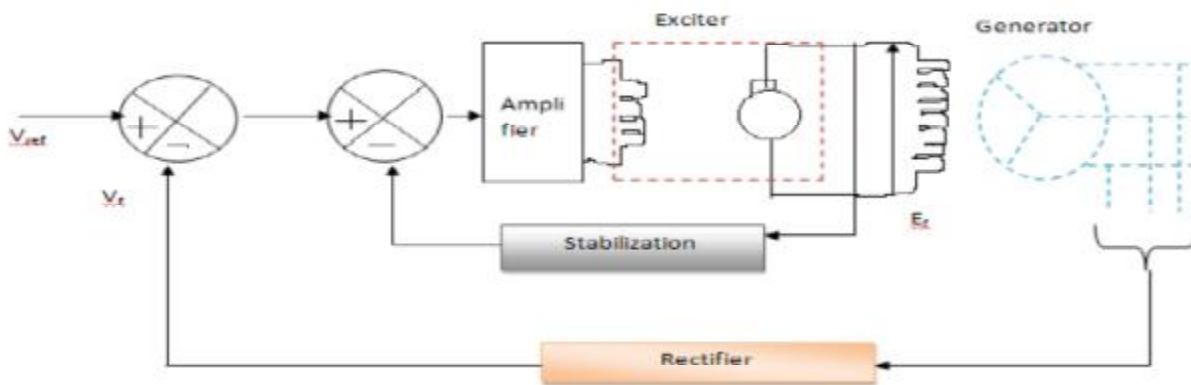 Exciter
Generator
Ampli
fier
+
-
+
-
Vref
Vt
Ef
Stabilization
Rectifier